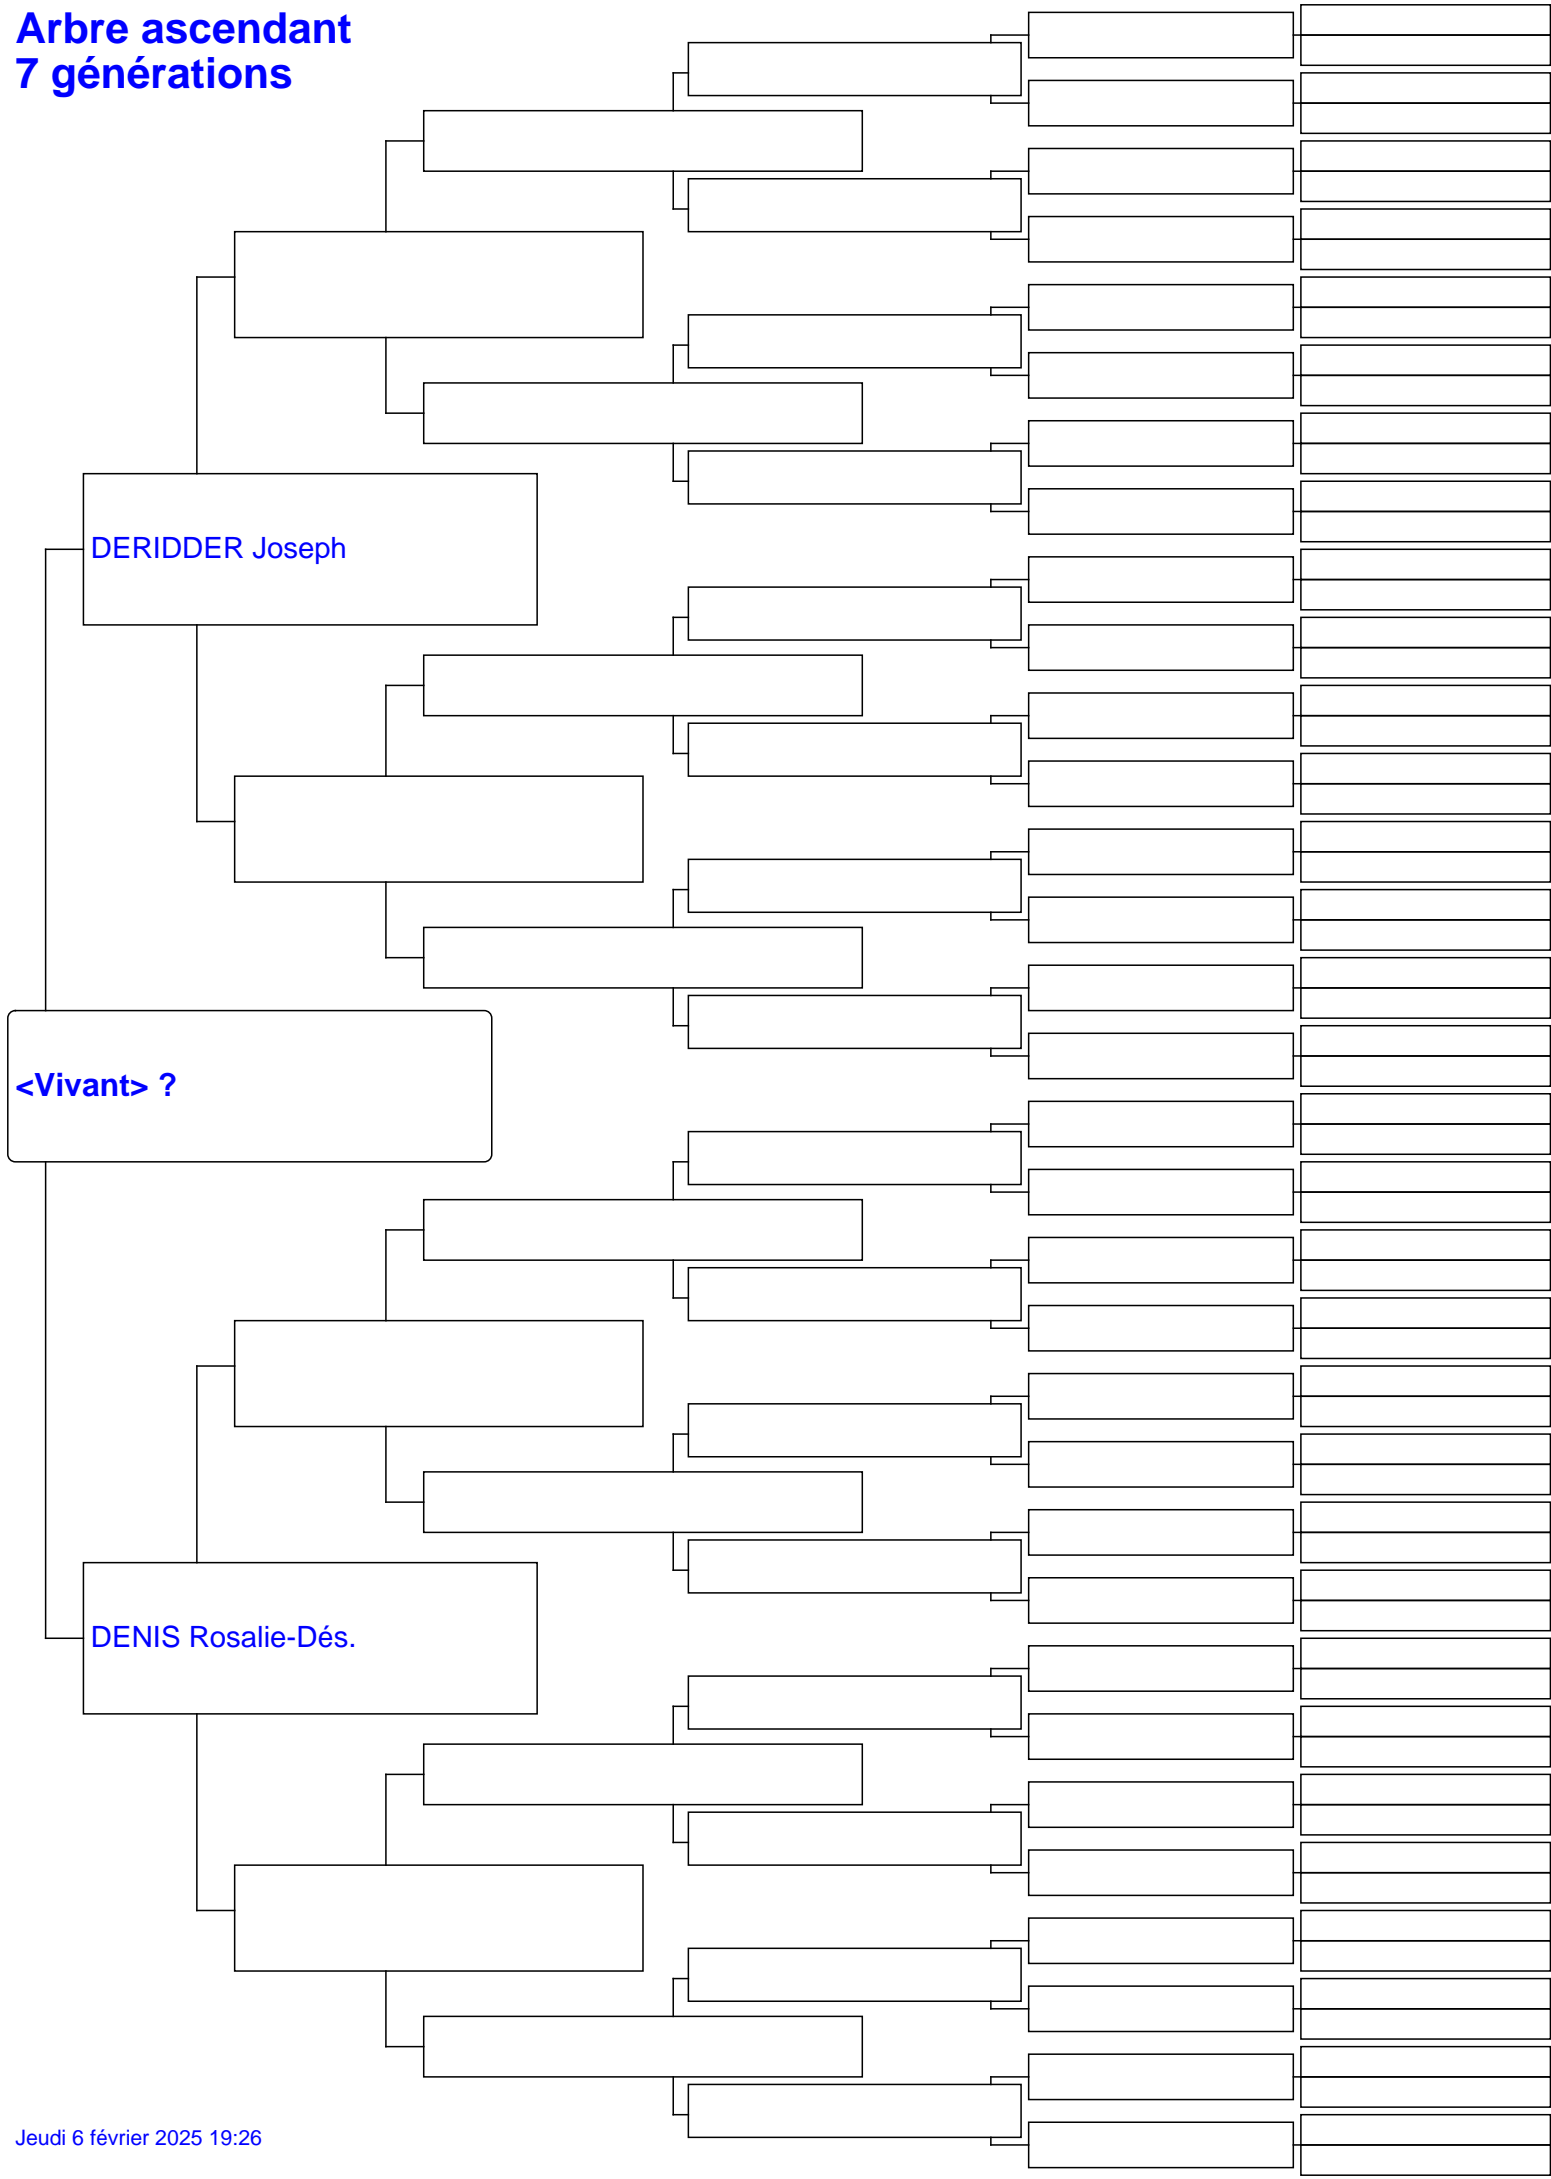 Arbre ascendant
7 générations
DERIDDER Joseph
<Vivant> ?
DENIS Rosalie-Dés.
Jeudi 6 février 2025 19:26